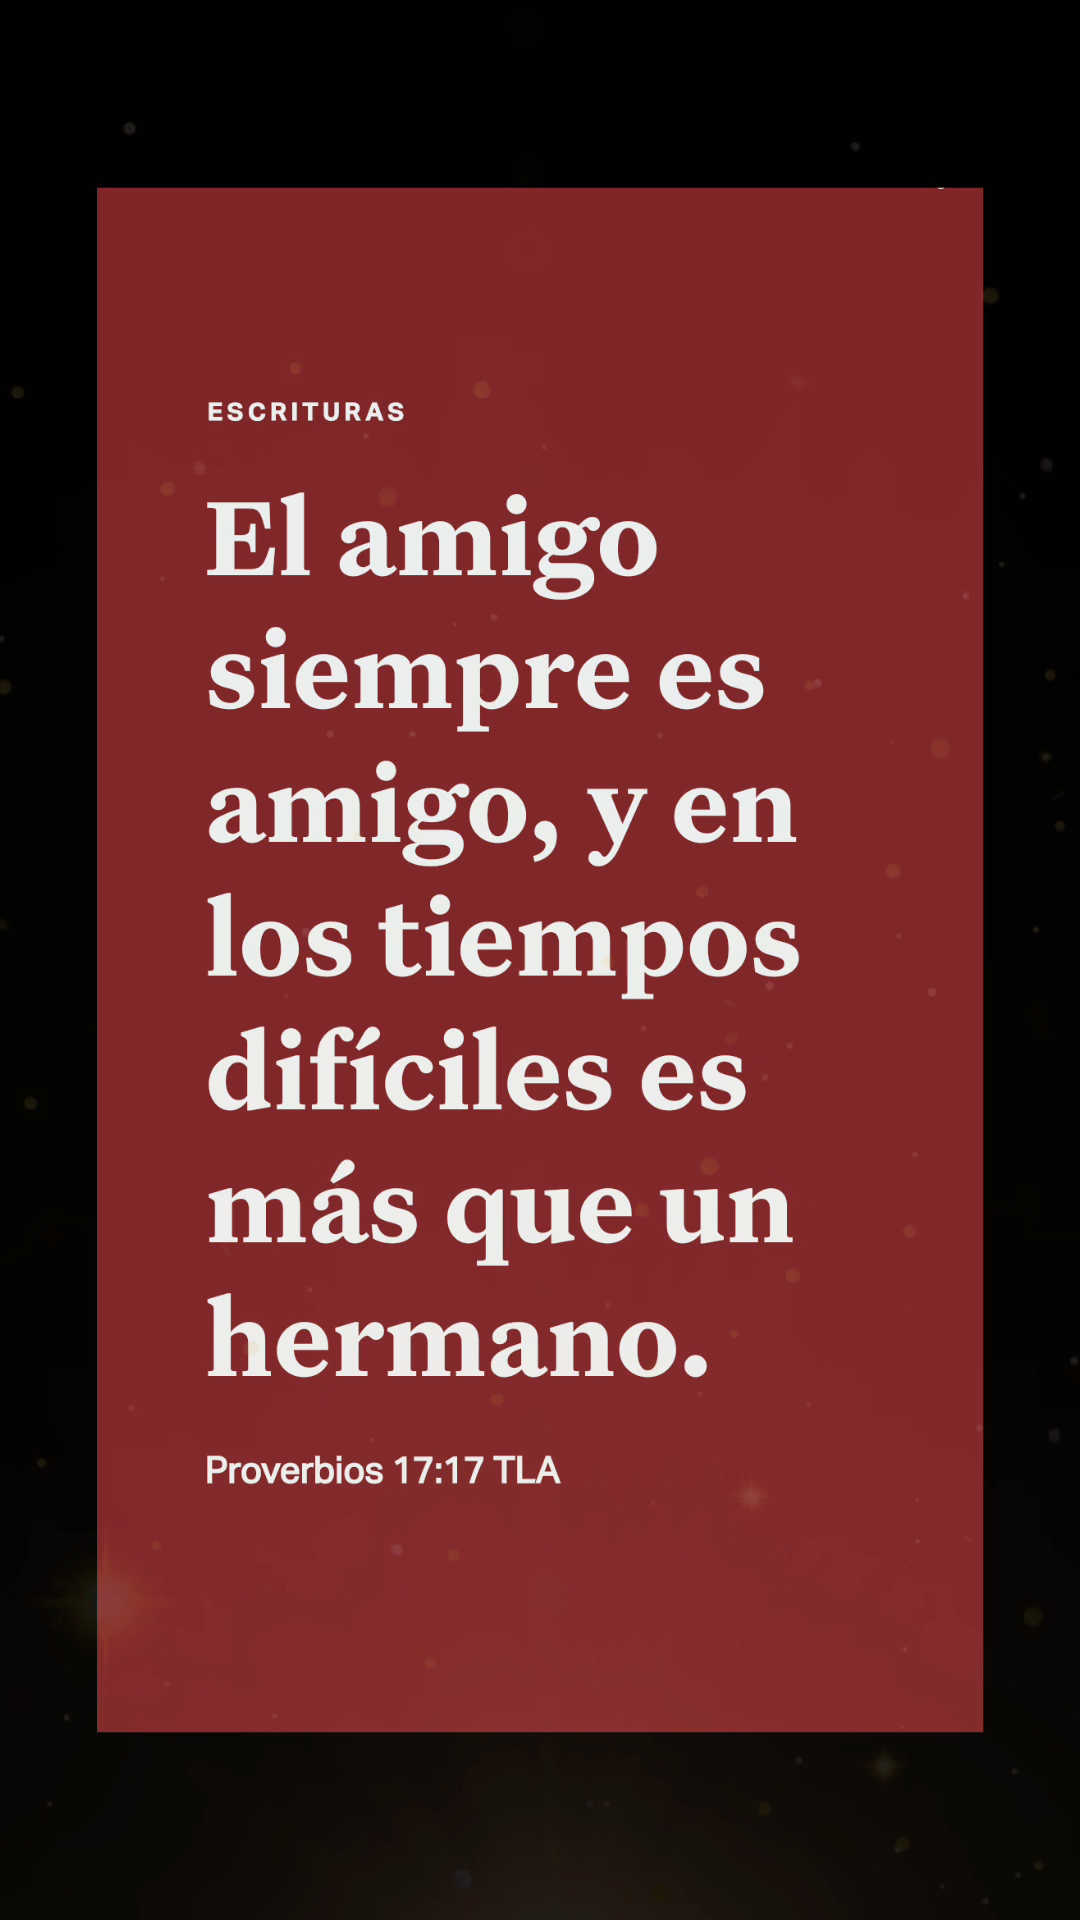 ESCRITURAS
El amigo
siempre es
amigo, y en
los tiempos
difíciles es
más que un
hermano.
Proverbios 17:17 TLA